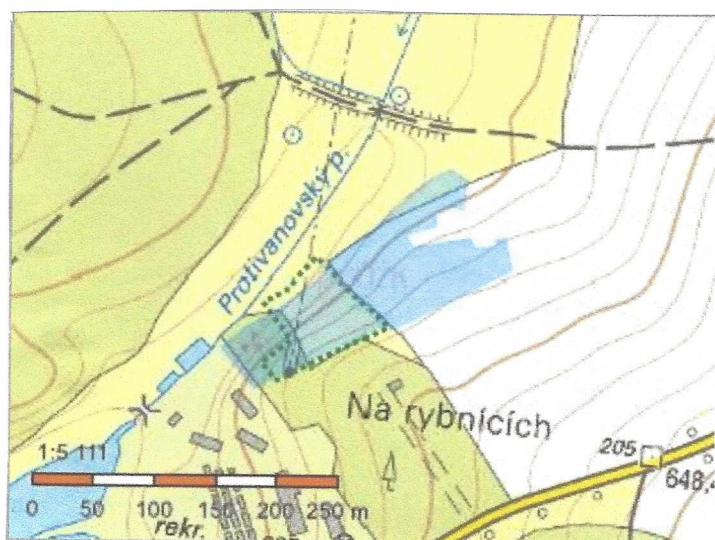 Protivanovský p.
Na rybnících
205
648,4
1:5 111
0 50 100 150 200 250 m
rekr.